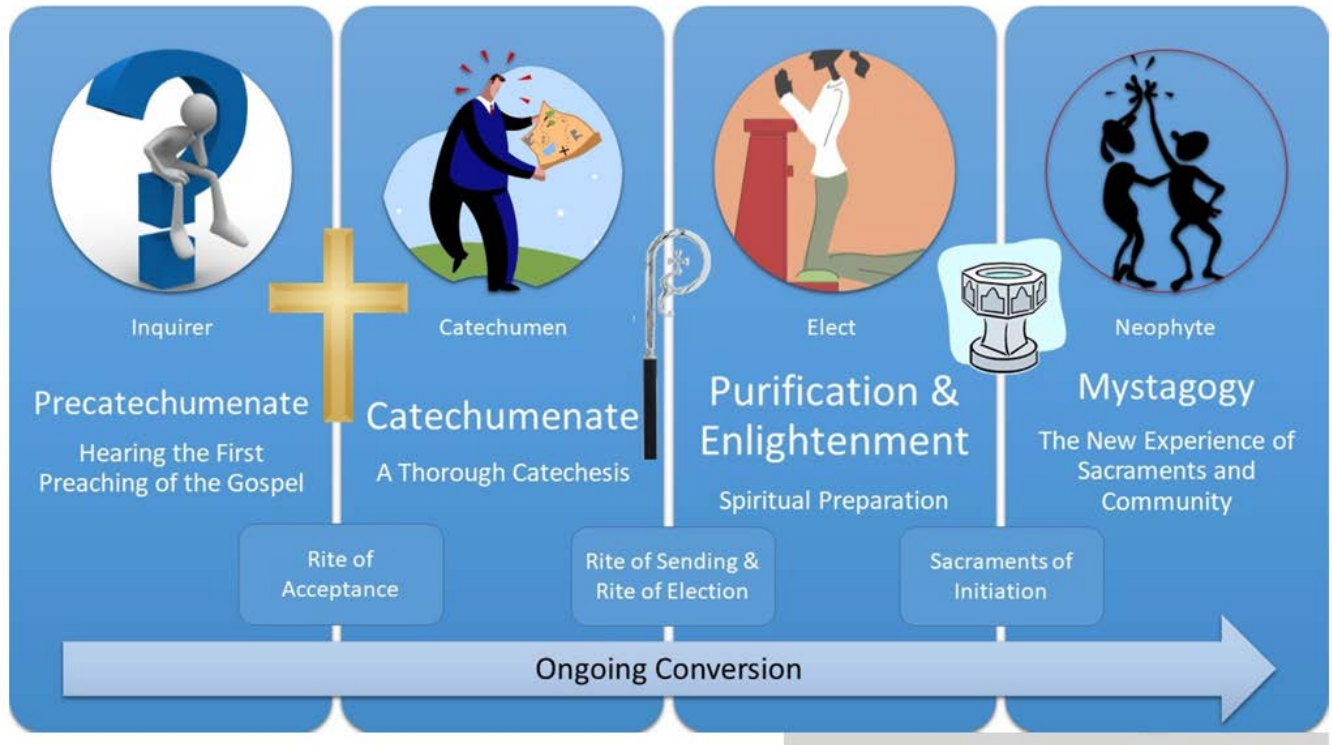 Inquirer
Precatechumenate
Hearing the First
Preaching of the Gospel
Catechumen
Catechumenate
A Thorough Catechesis
Elect
Purification &
Enlightenment
Spiritual Preparation
Neophyte
Mystagogy
The New Experience of
Sacraments and
Community
Rite of
Acceptance
Rite of Sending &
Rite of Election
Sacraments of
Initiation
Ongoing Conversion